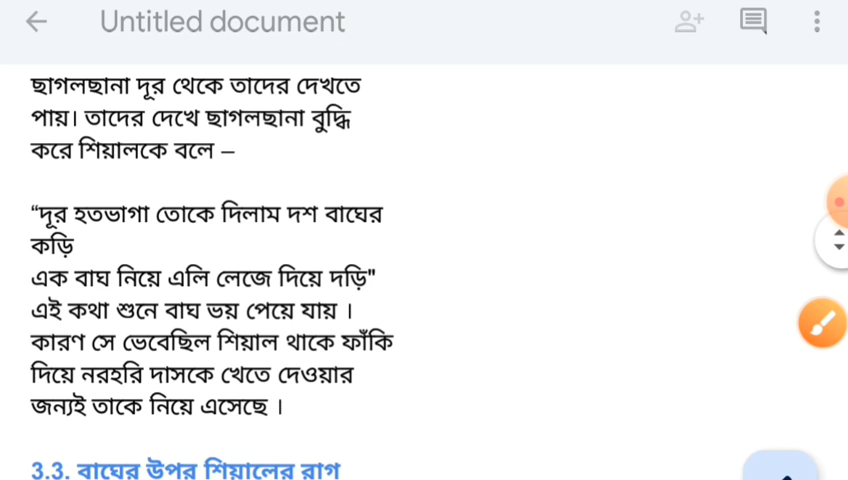 Untitled document
ছাগলছানা দূর থেকে তাদের দেখতে
পায়। তাদের দেখে ছাগলছানা বুদ্ধি
করে শিয়ালকে বলে –
“দূর হতভাগা তোকে দিলাম দশ বাঘের
কড়ি
এক বাঘ নিয়ে এলি লেজে দিয়ে দড়ি"
এই কথা শুনে বাঘ ভয় পেয়ে যায় ।
কারণ সে ভেবেছিল শিয়াল থাকে ফাঁকি
দিয়ে নরহরি দাসকে খেতে দেওয়ার
জন্যই তাকে নিয়ে এসেছে ।
3.3. বাঘের উপর শিয়ালের রাগ